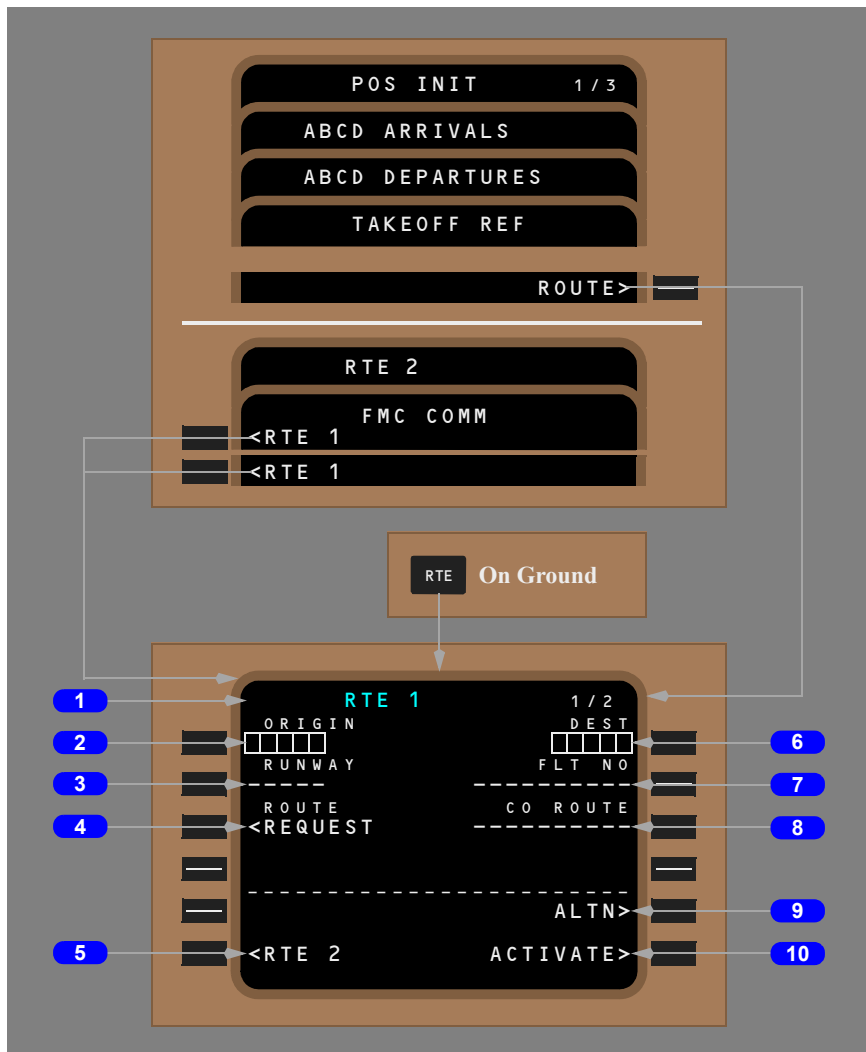 POS INIT 1/3
ABCD ARRIVALS
ABCD DEPARTURES
TAKEOFF REF
ROUTE>
RTE 2
FMC COMM
<RTE 1
<RTE 1
RTE On Ground
1 RTE 1 1/2
ORIGIN DEST
2 6
RUNWAY FLT NO
3 ----- ---------- 7
ROUTE CO ROUTE
4 <REQUEST ---------- 8
------------------------
ALTN> 9
5 <RTE 2 ACTIVATE> 10